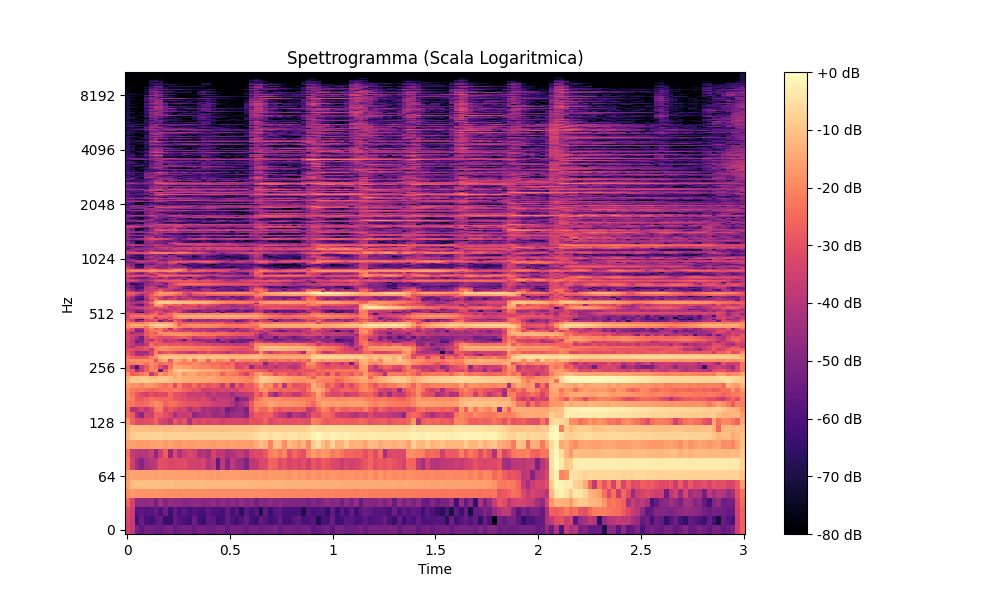 Spettrogramma (Scala Logaritmica)
8192
4096
2048
1024
512
256
128
64
0
Hz
0
0.5
1
1.5
2
2.5
3
Time
+0 dB
-10 dB
-20 dB
-30 dB
-40 dB
-50 dB
-60 dB
-70 dB
-80 dB